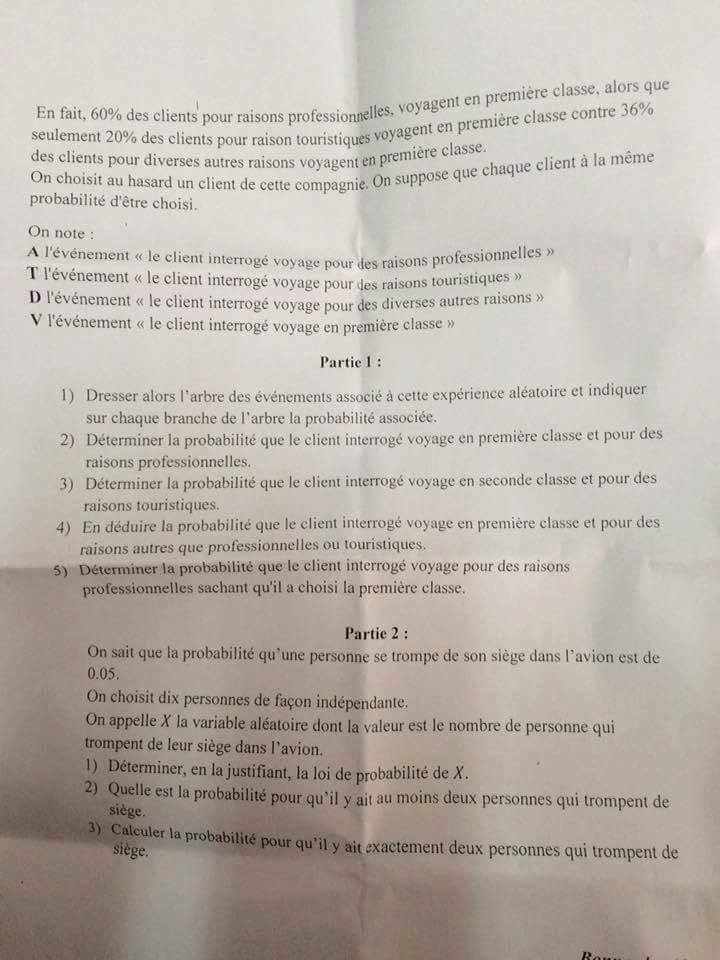 En fait, 60% des clients pour raisons professionnelles, voyagent en première classe, alors que
seulement 20% des clients pour raison touristiques voyagent en première classe contre 36%
des clients pour diverses autres raisons voyagent en première classe.
On choisit au hasard un client de cette compagnie. On suppose que chaque client à la même
probabilité d'être choisi.
On note :
A l'événement « le client interrogé voyage pour des raisons professionnelles »
T l'événement « le client interrogé voyage pour des raisons touristiques »
D l'événement « le client interrogé voyage pour des diverses autres raisons »
V l'événement « le client interrogé voyage en première classe »
Partie 1 :
1) Dresser alors l'arbre des événements associé à cette expérience aléatoire et indiquer
sur chaque branche de l'arbre la probabilité associée.
2) Déterminer la probabilité que le client interrogé voyage en première classe et pour des
raisons professionnelles.
3) Déterminer la probabilité que le client interrogé voyage en seconde classe et pour des
raisons touristiques.
4) En déduire la probabilité que le client interrogé voyage en première classe et pour des
raisons autres que professionnelles ou touristiques.
5) Déterminer la probabilité que le client interrogé voyage pour des raisons
professionnelles sachant qu'il a choisi la première classe.
Partie 2 :
On sait que la probabilité qu'une personne se trompe de son siège dans l'avion est de
0.05.
On choisit dix personnes de façon indépendante.
On appelle X la variable aléatoire dont la valeur est le nombre de personne qui
trompent de leur siège dans l'avion.
1) Déterminer, en la justifiant, la loi de probabilité de X.
2) Quelle est la probabilité pour qu'il y ait au moins deux personnes qui trompent de
siège.
3) Calculer la probabilité pour qu'il y ait exactement deux personnes qui trompent de
siège.